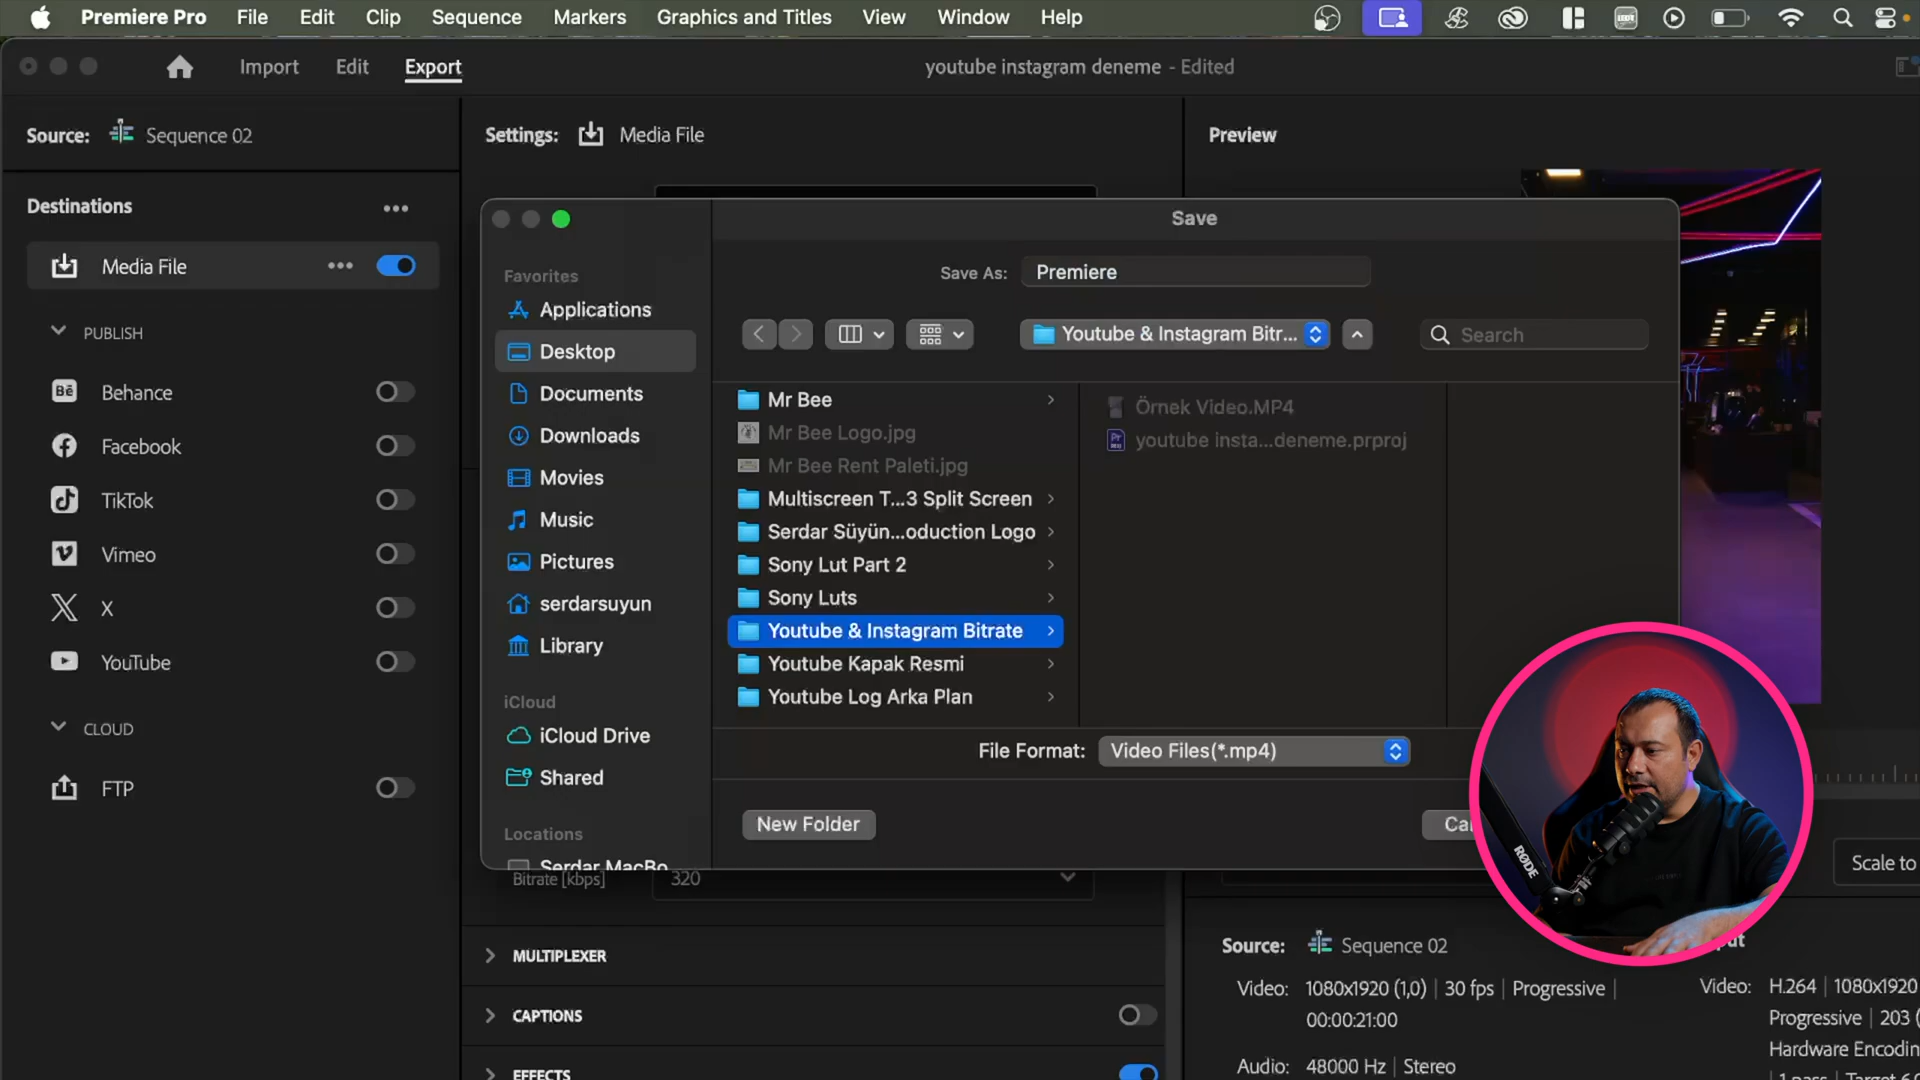 Premiere Pro File Edit Clip Sequence Markers Graphics and Titles View Window Help
Import Edit Export
youtube instagram deneme - Edited
Source: Sequence 02
Settings: Media File
Preview
Destinations
Media File
PUBLISH
Behance
Facebook
TikTok
Vimeo
X
YouTube
CLOUD
FTP
Save
Save As: Premiere
Youtube & Instagram Bitr...
Search
Favorites
Applications
Desktop
Documents
Downloads
Movies
Music
Pictures
serdarsuyun
Library
iCloud
iCloud Drive
Shared
Locations
Serdar MacBo
Mr Bee
Mr Bee Logo.jpg
Mr Bee Rent Paleti.jpg
Multiscreen T...3 Split Screen
Serdar Süyün...oduction Logo
Sony Lut Part 2
Sony Luts
Youtube & Instagram Bitrate
Youtube Kapak Resmi
Youtube Log Arka Plan
Örnek Video.MP4
youtube insta...deneme.prproj
File Format: Video Files(*.mp4)
New Folder
Ca
Bitrate [kbps] 320
MULTIPLEXER
CAPTIONS
EFFECTS
RØDE
Scale to
Source: Sequence 02
Video: 1080x1920 (1,0) | 30 fps | Progressive |
00:00:21:00
Audio: 48000 Hz | Stereo
Video: H.264 | 1080x1920
Progressive | 203 (
Hardware Encodin